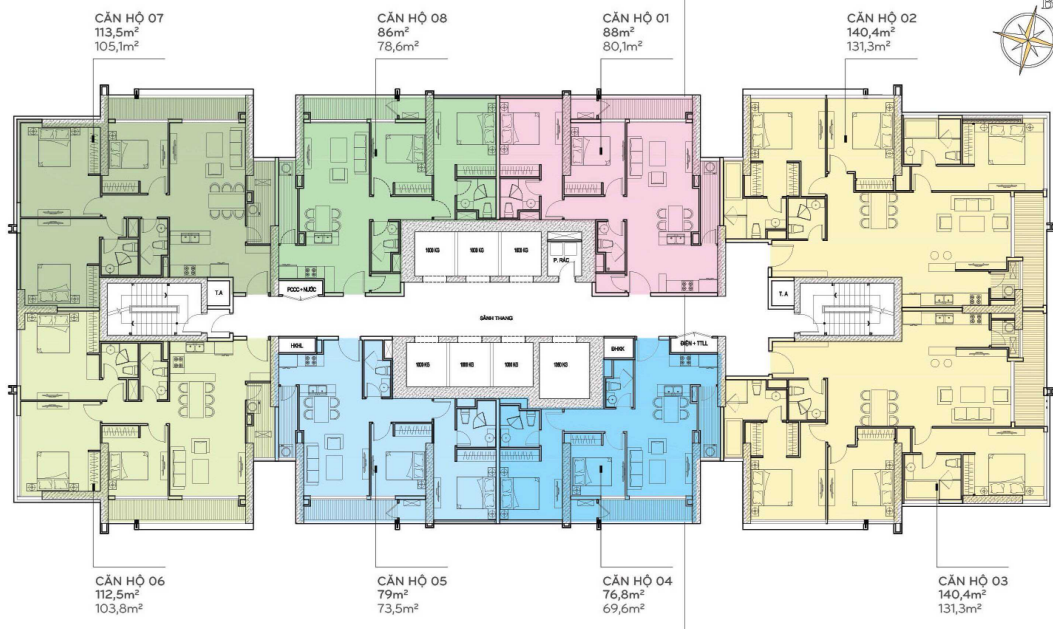 CĂN HỘ 07
113,5m²
105,1m²
CĂN HỘ 08
86m²
78,6m²
CĂN HỘ 01
88m²
80,1m²
CĂN HỘ 02
140,4m²
131,3m²
B
P. RÁC
T.A
PCCC + NƯỚC
T.A
SẢNH THANG
HKHL
ĐHKK
ĐIỆN + TTLL
CĂN HỘ 06
112,5m²
103,8m²
CĂN HỘ 05
79m²
73,5m²
CĂN HỘ 04
76,8m²
69,6m²
CĂN HỘ 03
140,4m²
131,3m²